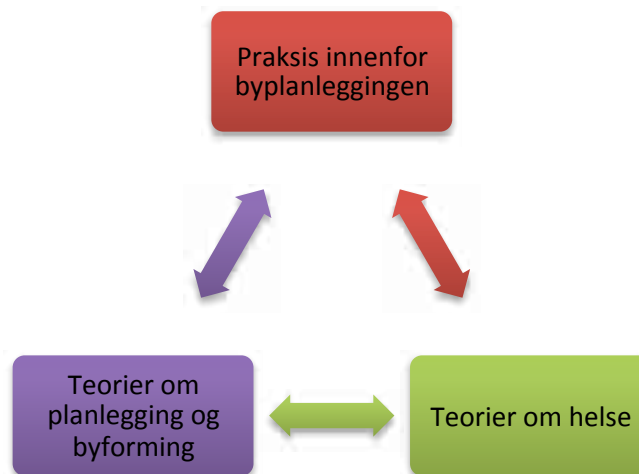 Praksis innenfor
byplanleggingen
Teorier om
planlegging og
byforming
Teorier om helse